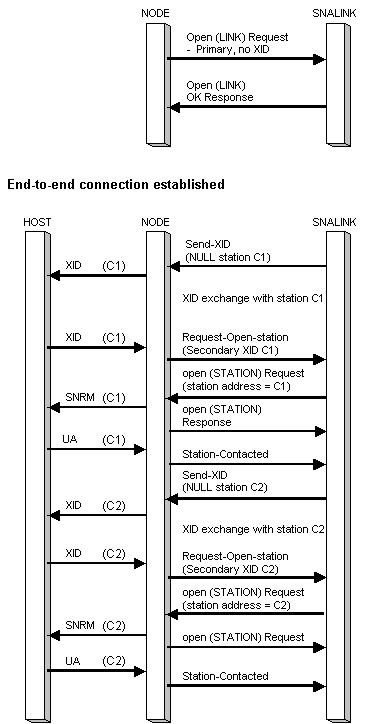 NODE SNALINK
Open (LINK) Request
- Primary, no XID
Open (LINK)
OK Response
End-to-end connection established
HOST NODE SNALINK
Send-XID
(NULL station C1)
XID (C1)
XID exchange with station C1
XID (C1)
Request-Open-station
(Secondary XID C1)
open (STATION) Request
(station address = C1)
SNRM (C1)
open (STATION)
Response
UA (C1)
Station-Contacted
Send-XID
(NULL station C2)
XID (C2)
XID exchange with station C2
XID (C2)
Request-Open-station
(Secondary XID C2)
open (STATION) Request
(station address = C2)
SNRM (C2)
open (STATION) Request
UA (C2)
Station-Contacted